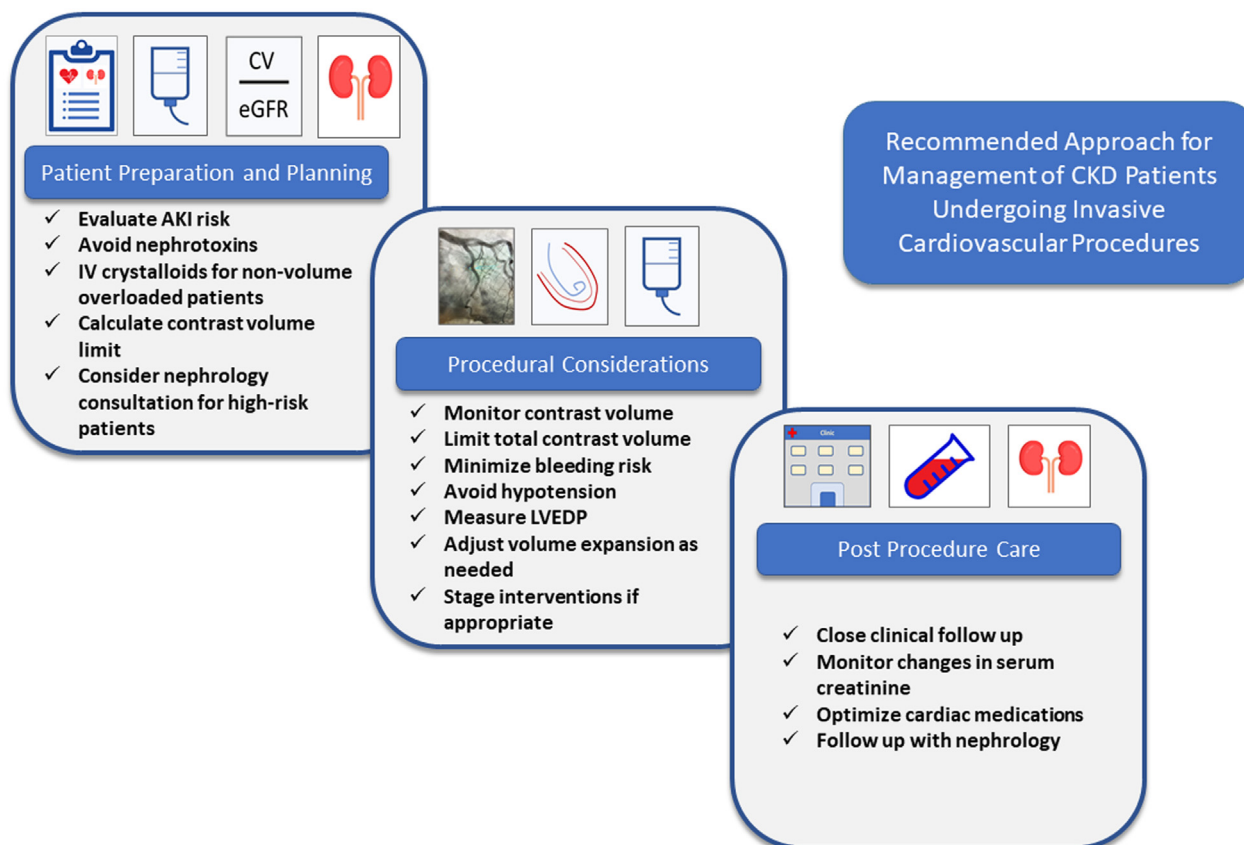 CV
eGFR
Patient Preparation and Planning
✓ Evaluate AKI risk
✓ Avoid nephrotoxins
✓ IV crystalloids for non-volume
overloaded patients
✓ Calculate contrast volume
limit
✓ Consider nephrology
consultation for high-risk
patients
Recommended Approach for
Management of CKD Patients
Undergoing Invasive
Cardiovascular Procedures
Procedural Considerations
✓ Monitor contrast volume
✓ Limit total contrast volume
✓ Minimize bleeding risk
✓ Avoid hypotension
✓ Measure LVEDP
✓ Adjust volume expansion as
needed
✓ Stage interventions if
appropriate
Clinic
Post Procedure Care
✓ Close clinical follow up
✓ Monitor changes in serum
creatinine
✓ Optimize cardiac medications
✓ Follow up with nephrology